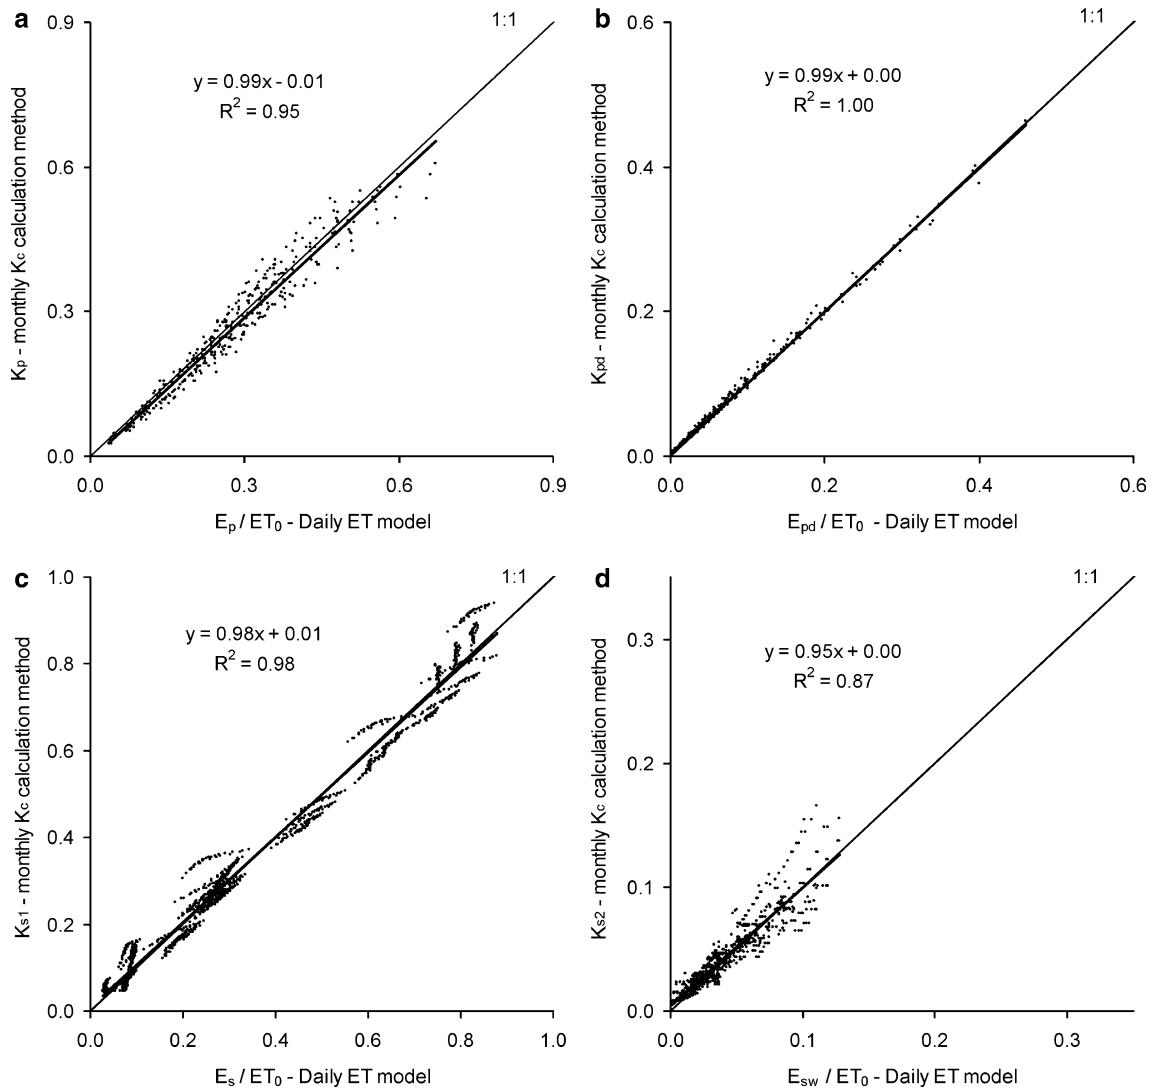 a
0.9
1:1
y = 0.99x - 0.01
R2 = 0.95
0.6
0.3
0.0
Kp - monthly Kc calculation method
0.0 0.3 0.6 0.9
Ep / ET0 - Daily ET model
b
0.6
1:1
y = 0.99x + 0.00
R2 = 1.00
0.4
0.2
0.0
Kpd - monthly Kc calculation method
0.0 0.2 0.4 0.6
Epd / ET0 - Daily ET model
c
1.0
1:1
y = 0.98x + 0.01
R2 = 0.98
0.8
0.6
0.4
0.2
0.0
Ks1 - monthly Kc calculation method
0.0 0.2 0.4 0.6 0.8 1.0
Es / ET0 - Daily ET model
d
1:1
0.3
y = 0.95x + 0.00
R2 = 0.87
0.2
0.1
0.0
Ks2 - monthly Kc calculation method
0.0 0.1 0.2 0.3
Esw / ET0 - Daily ET model